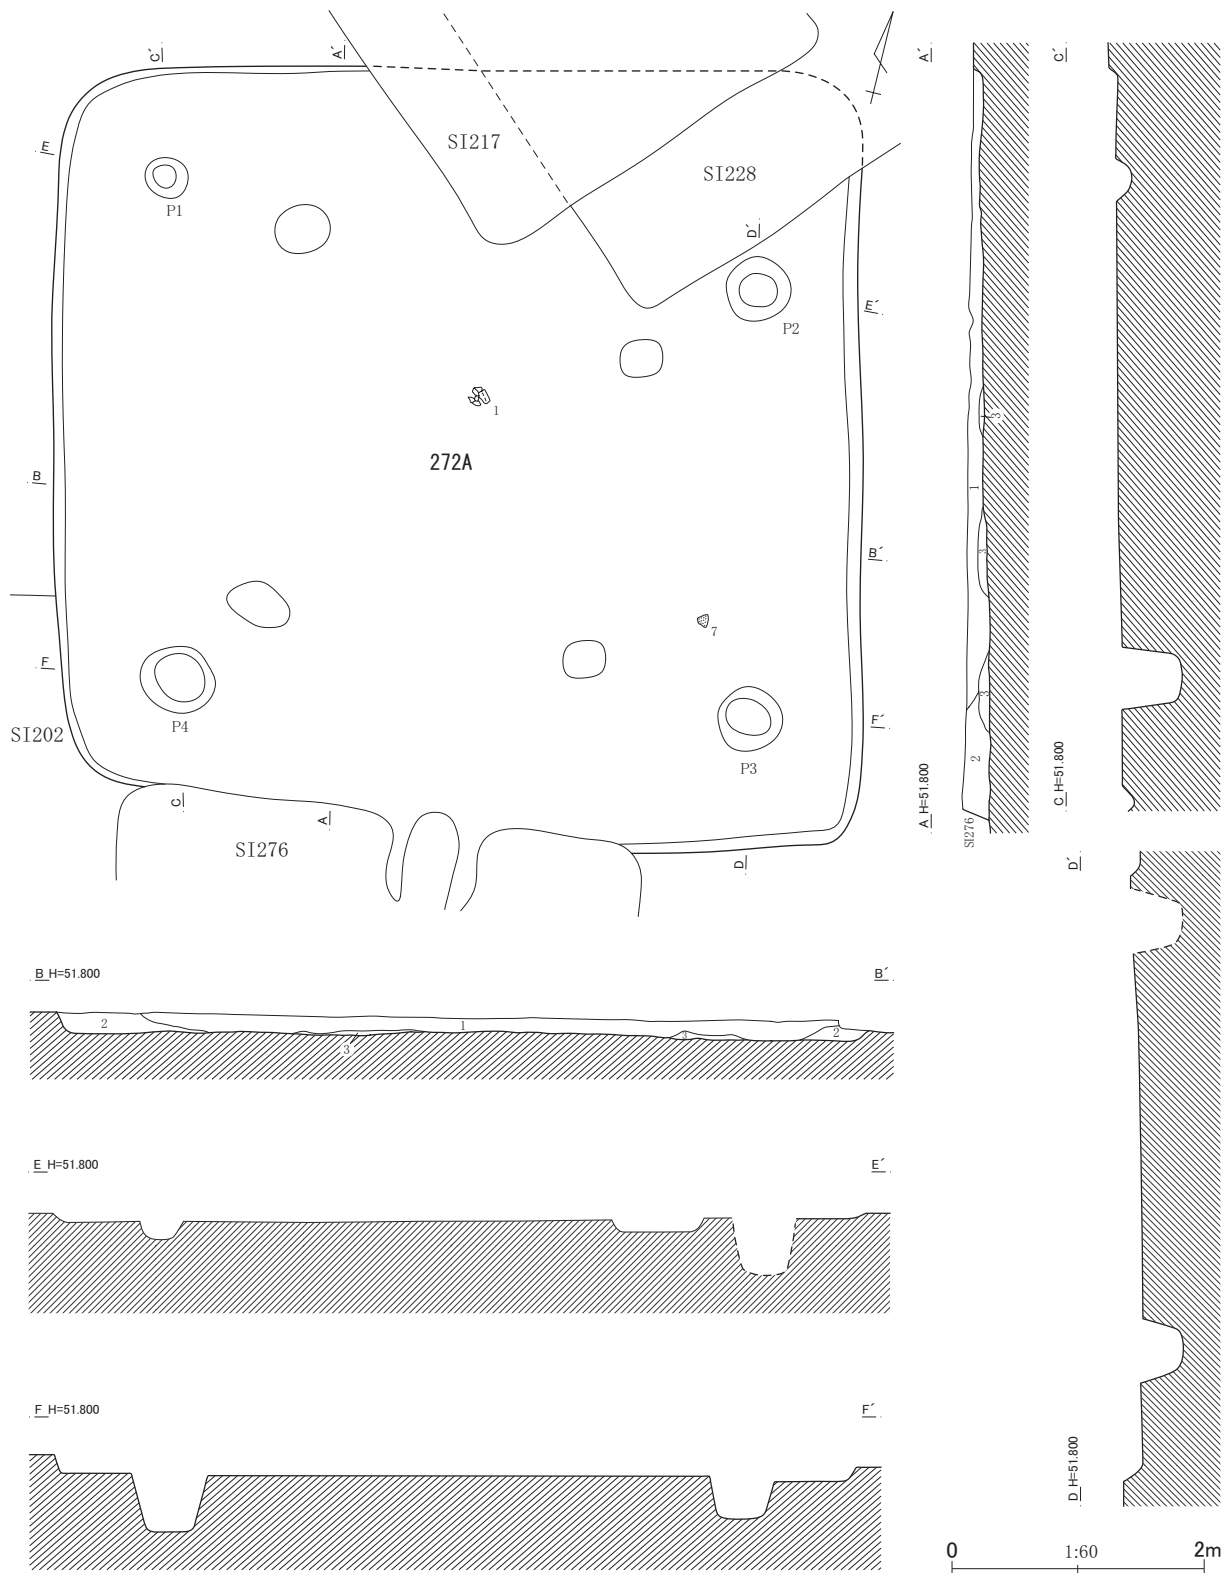 C´
A´
E
SI217
SI228
P1
D´
P2
E´
1
272A
B
B´
7
F
P4
F´
P3
SI202
C
A
SI276
D
A´
3
1
3
3
2
A H=51.800
SI276
C´
C H=51.800
D´
D H=51.800
B H=51.800
B´
2
1
3
3
2
E H=51.800
E´
F H=51.800
F´
0
1:60
2m